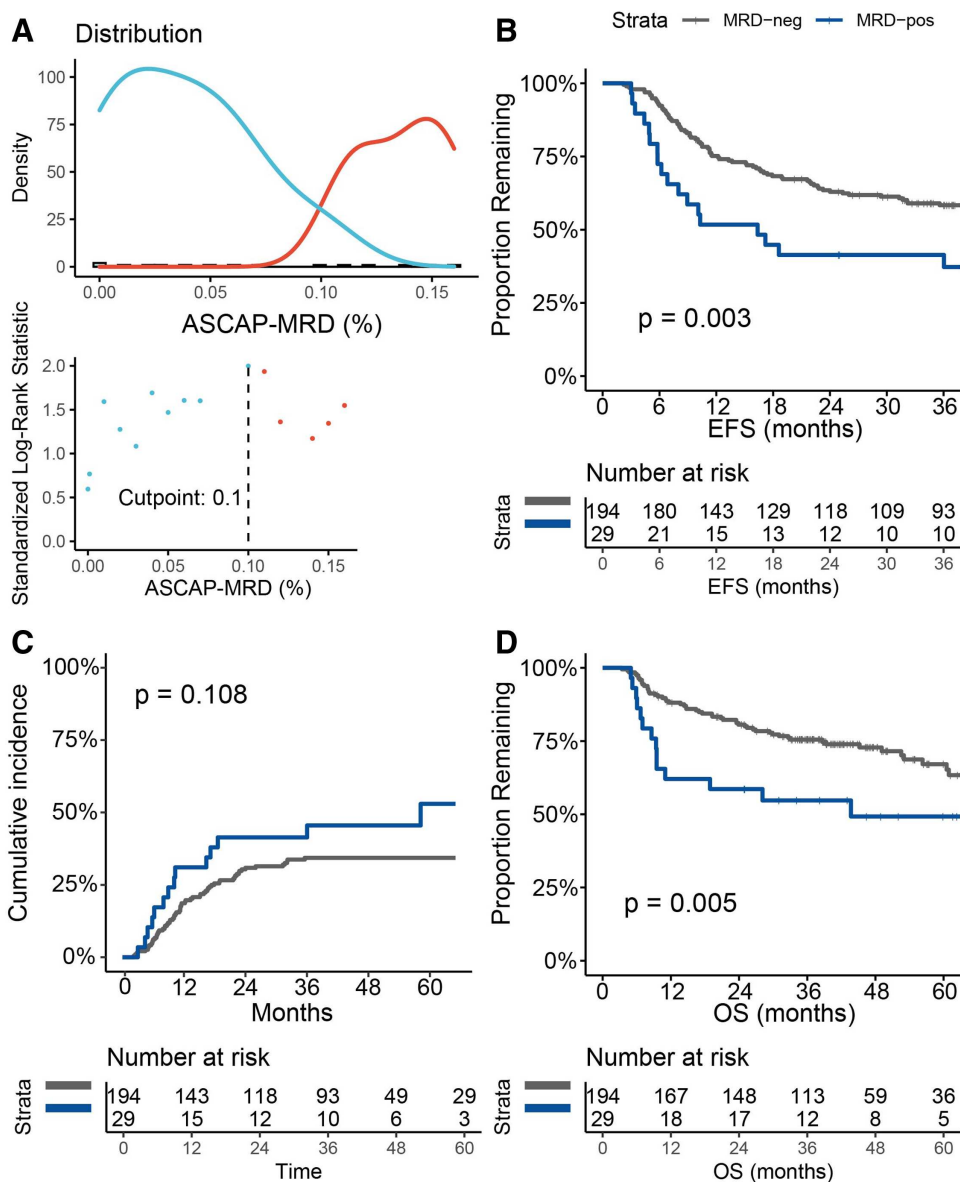 A
Distribution
Density
100
75
50
25
0
0.00 0.05 0.10 0.15
ASCAP-MRD (%)
Standardized Log-Rank Statistic
2.0
1.5
1.0
0.5
0.0
Cutpoint: 0.1
0.00 0.05 0.10 0.15
ASCAP-MRD (%)
Strata MRD-neg MRD-pos
B
Proportion Remaining
100%
75%
50%
25%
0%
p = 0.003
0 6 12 18 24 30 36
EFS (months)
Number at risk
Strata
194 180 143 129 118 109 93
29 21 15 13 12 10 10
0 6 12 18 24 30 36
EFS (months)
C
Cumulative incidence
100%
75%
50%
25%
0%
p = 0.108
0 12 24 36 48 60
Months
Number at risk
Strata
194 143 118 93 49 29
29 15 12 10 6 3
0 12 24 36 48 60
Time
D
Proportion Remaining
100%
75%
50%
25%
0%
p = 0.005
0 12 24 36 48 60
OS (months)
Number at risk
Strata
194 167 148 113 59 36
29 18 17 12 8 5
0 12 24 36 48 60
OS (months)